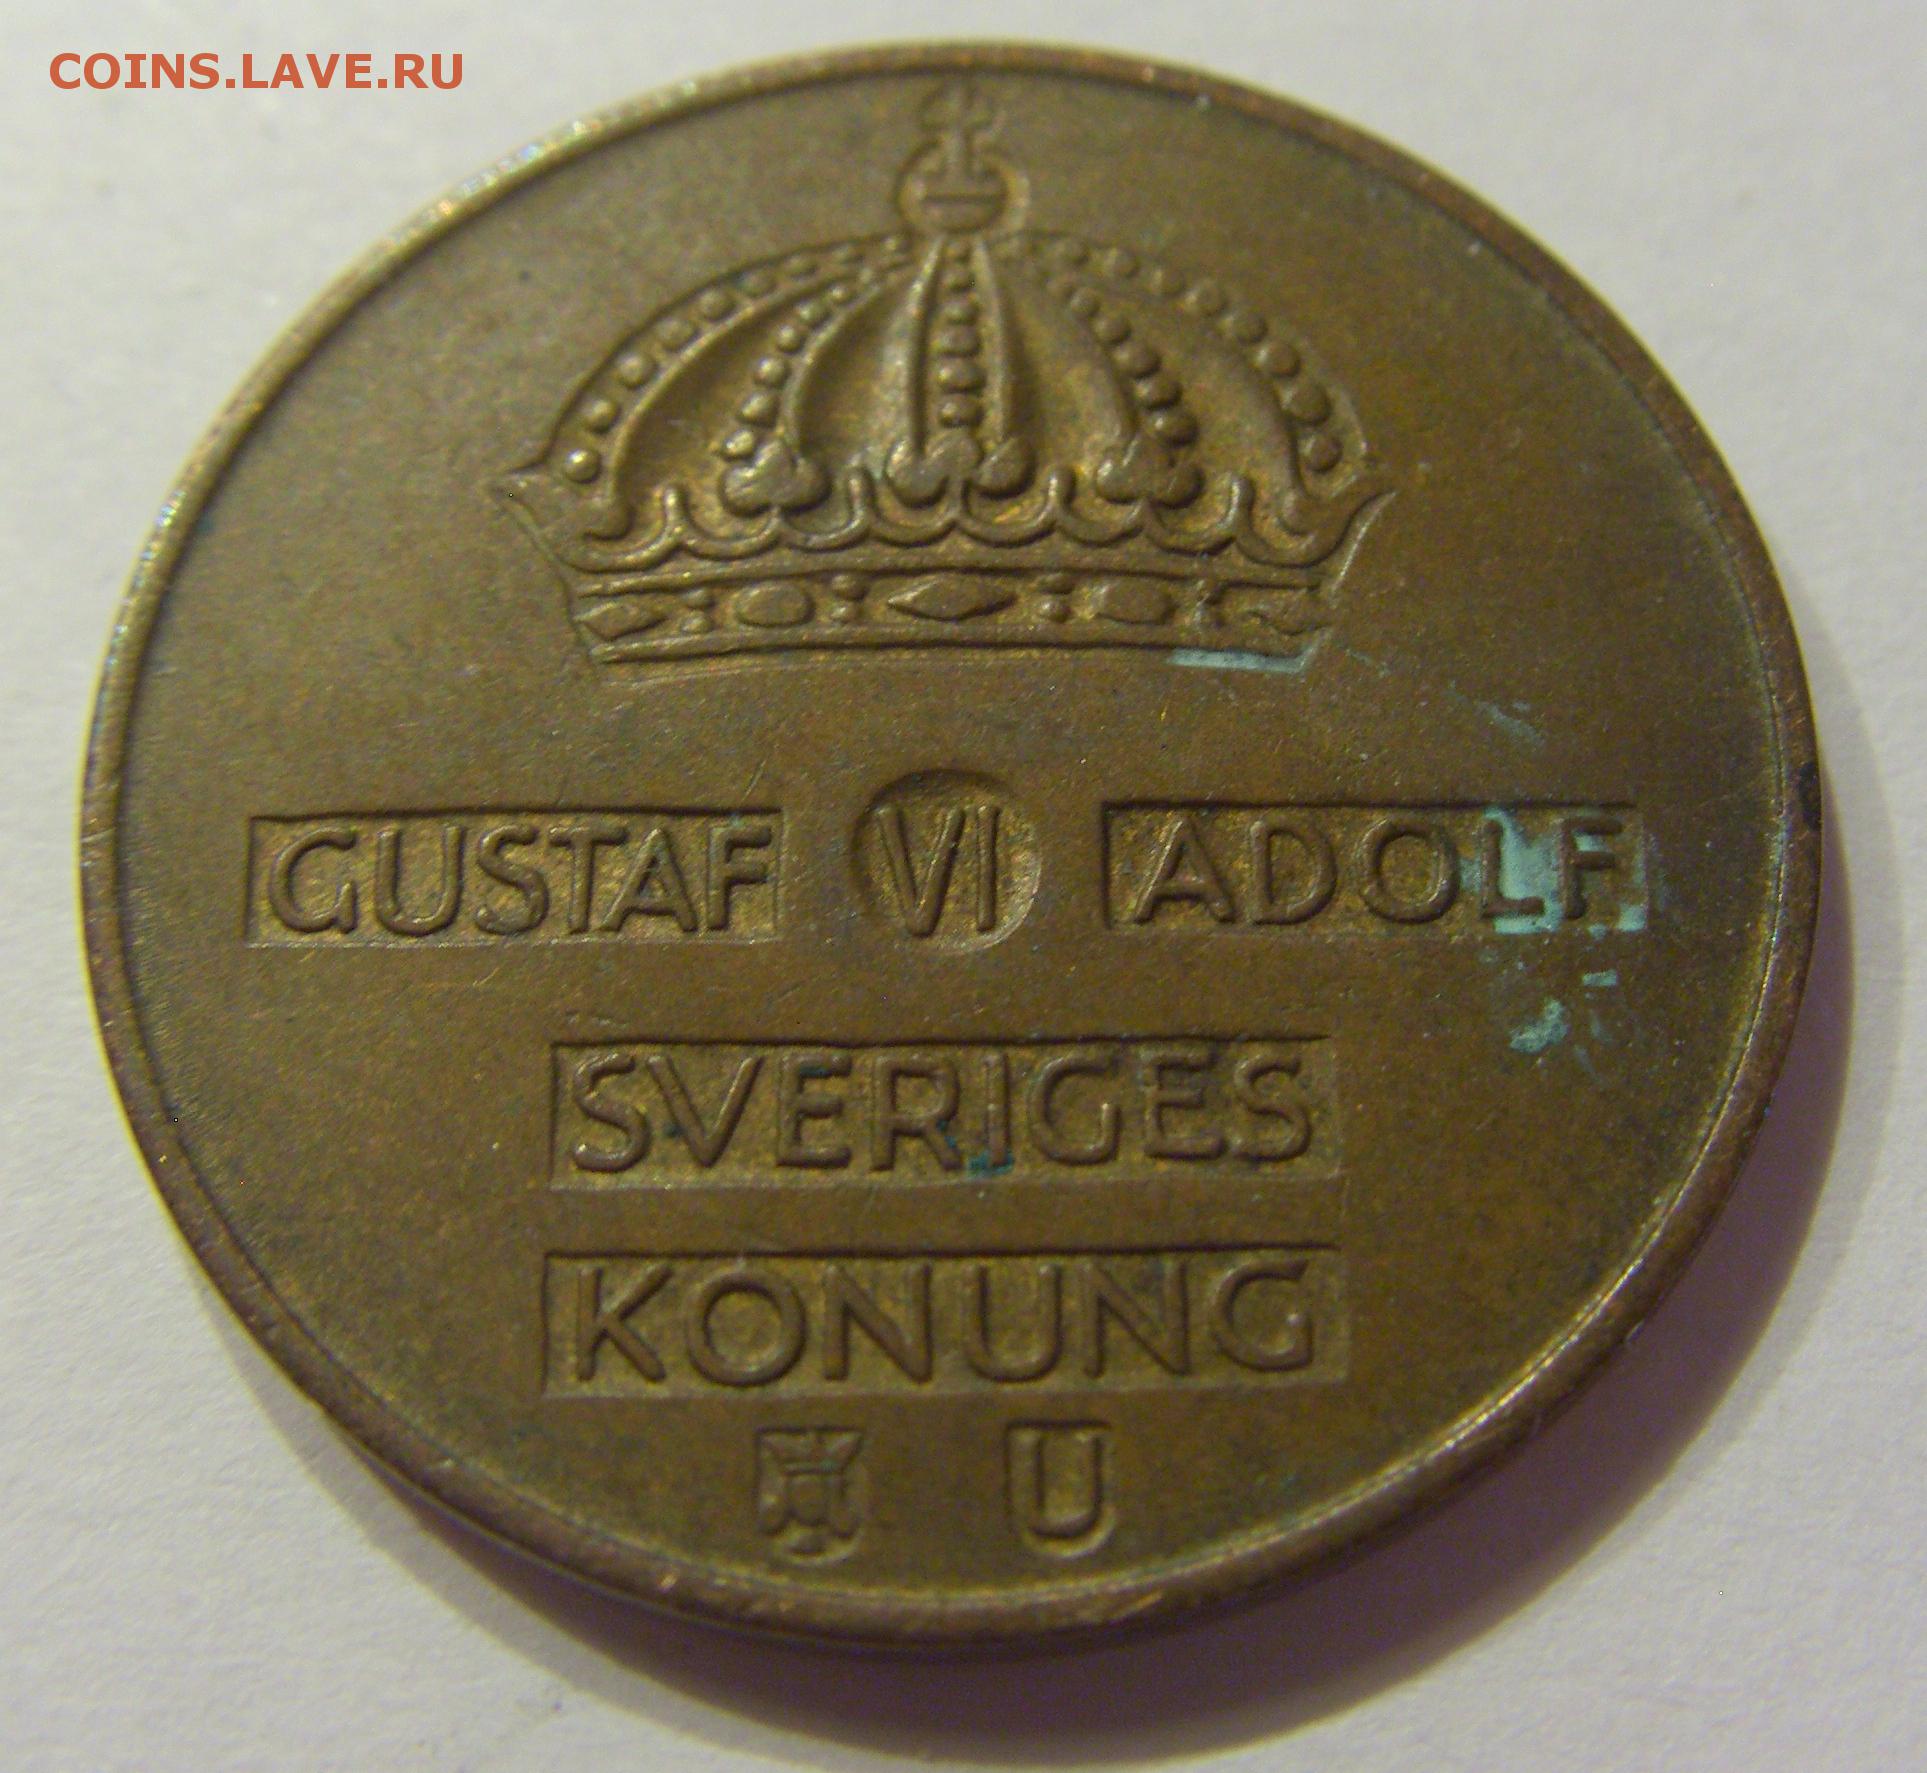 COINS.LAVE.RU
GUSTAF VI ADOLF
SVERIGES
KONUNG
U